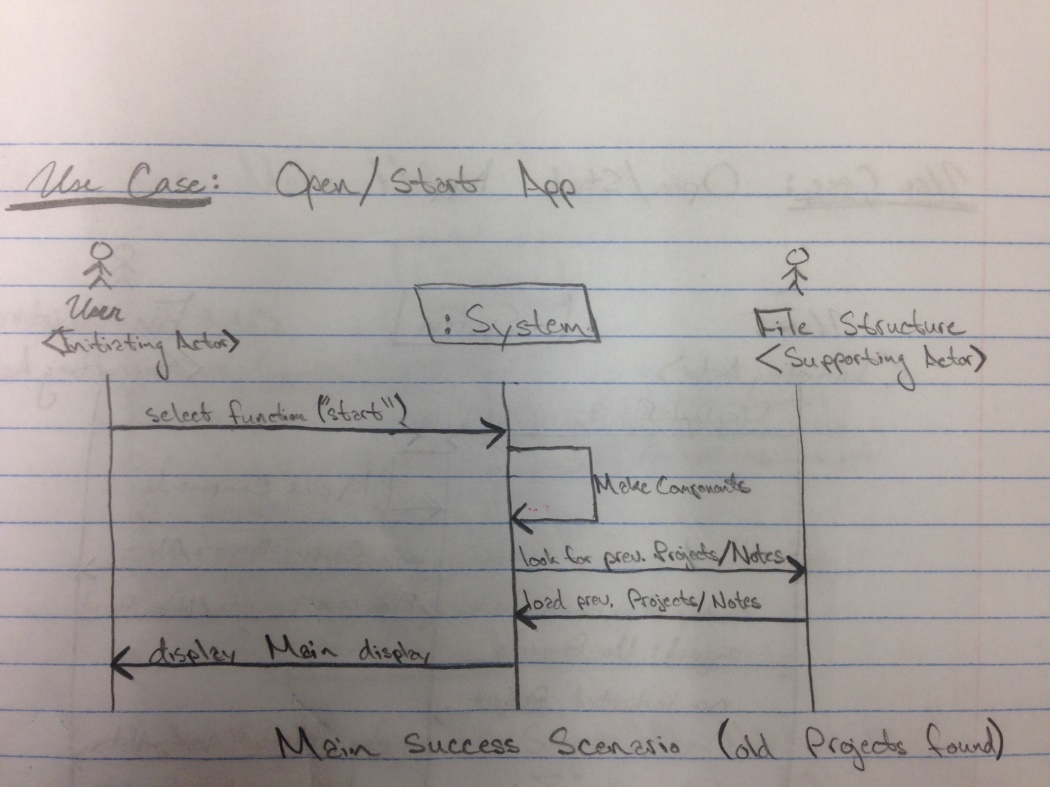 Use Case: Open/Start App
User
<Initiating Actor>
: System
File Structure
<Supporting Actor>
select function ("start")
Make Components
look for prev. Projects/Notes
load prev. Projects/Notes
display Main display
Main Success Scenario (old Projects found)